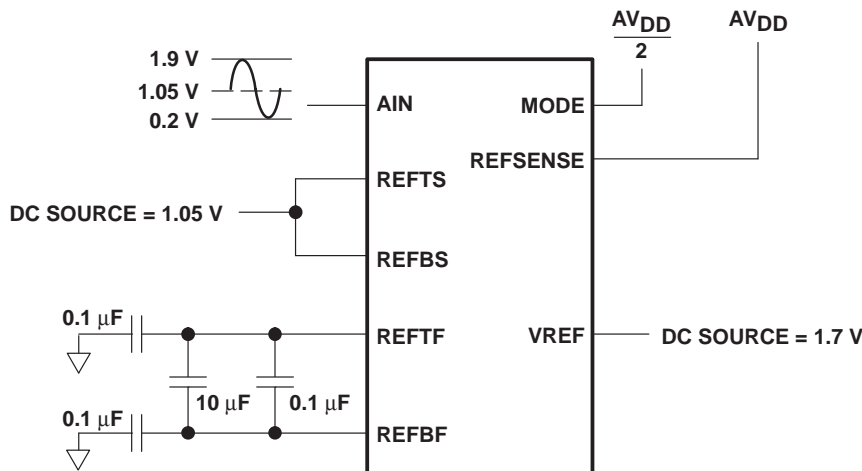 AVDD
2
AVDD
1.9 V
1.05 V
0.2 V
AIN
MODE
REFSENSE
REFTS
DC SOURCE = 1.05 V
REFBS
0.1 μF
REFTF
VREF
DC SOURCE = 1.7 V
10 μF
0.1 μF
0.1 μF
REFBF